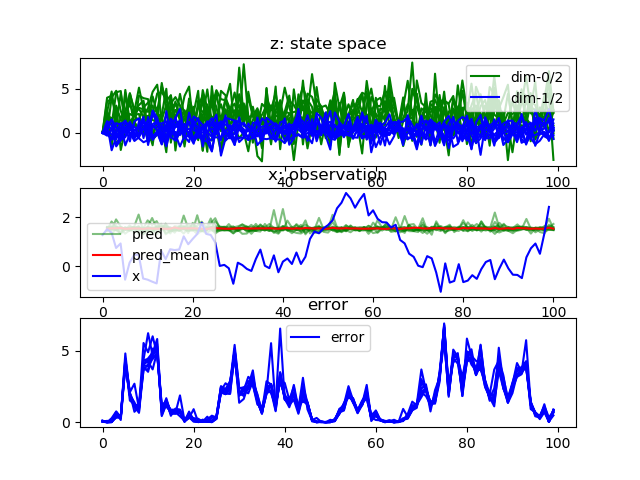 z: state space
5
0
dim-0/2
dim-1/2
0 20 40 60 80 100
x: observation
2
0
pred
pred_mean
x
0 20 40 60 80 100
error
5
0
error
0 20 40 60 80 100